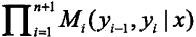 ∏_{i=1}^{n+1} M_i(y_{i-1}, y_i | x)